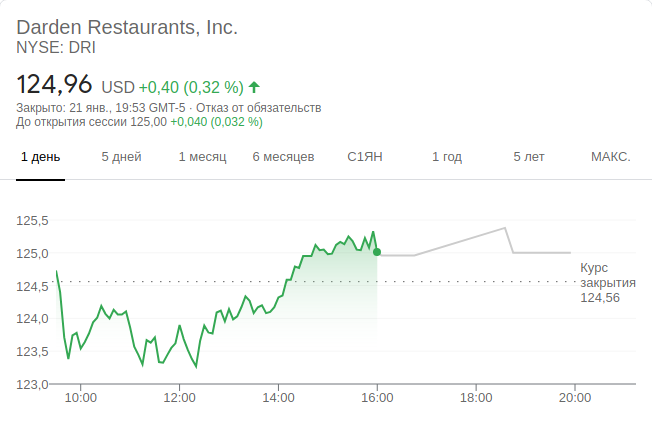 Darden Restaurants, Inc.
NYSE: DRI
124,96 USD +0,40 (0,32 %) ↑
Закрыто: 21 янв., 19:53 GMT-5 · Отказ от обязательств
До открытия сессии 125,00 +0,040 (0,032 %)
1 день 5 дней 1 месяц 6 месяцев С1ЯН 1 год 5 лет МАКС.
125,5
125,0
Курс
закрытия
124,56
124,5
124,0
123,5
123,0
10:00 12:00 14:00 16:00 18:00 20:00